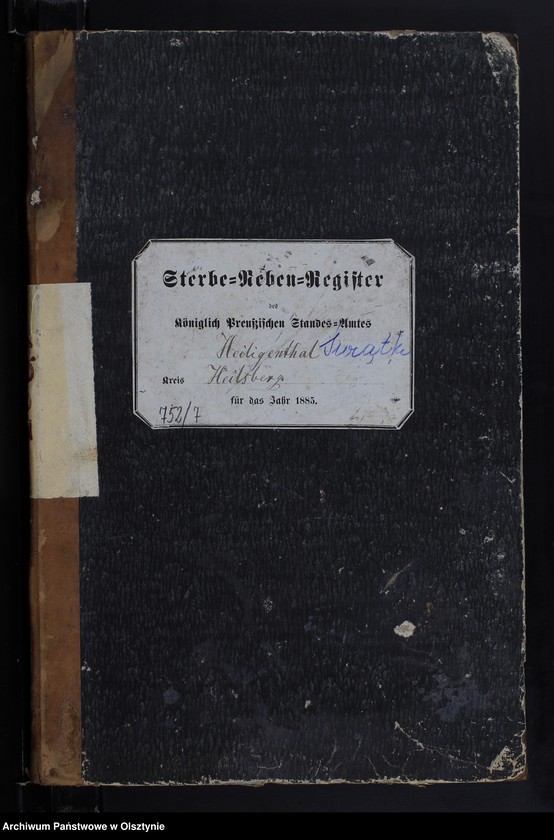 Sterbe=Neben=Register
des
Königlich Preußischen Standes=Amtes
Heiligenthal Świątki
Kreis Heilsberg
für das Jahr 1885.
752/7
Archiwum Państwowe w Olsztynie